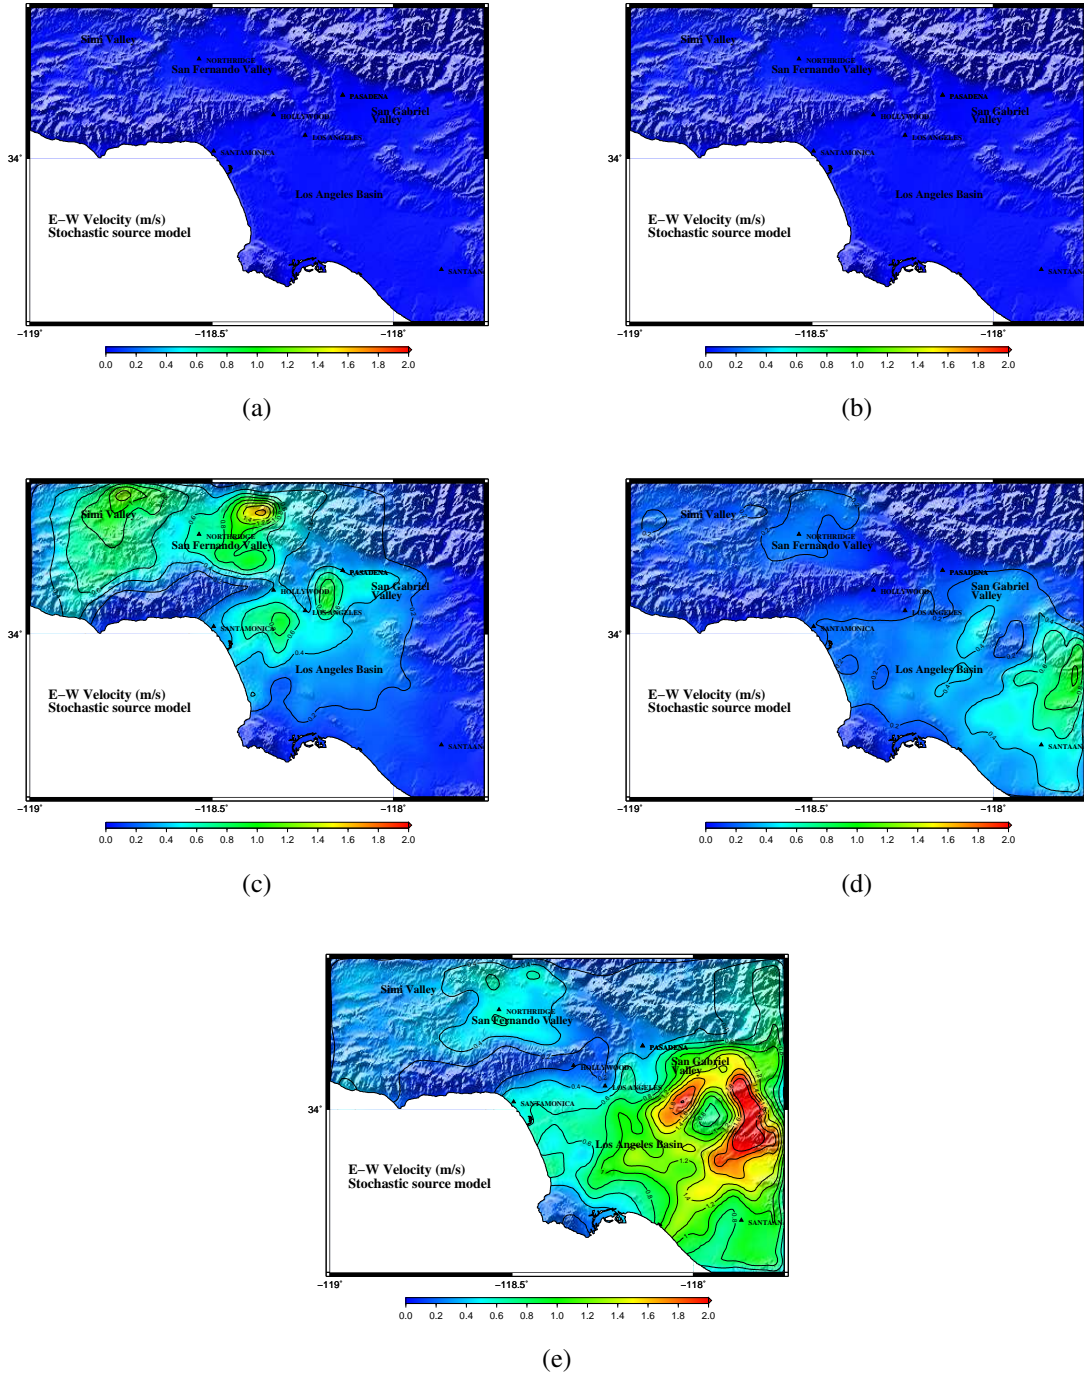 Simi Valley
NORTHRIDGE
San Fernando Valley
PASADENA
San Gabriel
Valley
HOLLYWOOD
LOS ANGELES
SANTAMONICA
34°
Los Angeles Basin
E-W Velocity (m/s)
Stochastic source model
SANTAAN
-119° -118.5° -118°
0.0 0.2 0.4 0.6 0.8 1.0 1.2 1.4 1.6 1.8 2.0
(a)
Simi Valley
NORTHRIDGE
San Fernando Valley
PASADENA
San Gabriel
Valley
HOLLYWOOD
LOS ANGELES
SANTAMONICA
34°
Los Angeles Basin
E-W Velocity (m/s)
Stochastic source model
SANTAAN
-119° -118.5° -118°
0.0 0.2 0.4 0.6 0.8 1.0 1.2 1.4 1.6 1.8 2.0
(b)
Simi Valley
NORTHRIDGE
San Fernando Valley
PASADENA
San Gabriel
Valley
HOLLYWOOD
LOS ANGELES
SANTAMONICA
34°
Los Angeles Basin
E-W Velocity (m/s)
Stochastic source model
SANTAAN
-119° -118.5° -118°
0.0 0.2 0.4 0.6 0.8 1.0 1.2 1.4 1.6 1.8 2.0
(c)
Simi Valley
NORTHRIDGE
San Fernando Valley
PASADENA
San Gabriel
Valley
HOLLYWOOD
LOS ANGELES
SANTAMONICA
34°
Los Angeles Basin
E-W Velocity (m/s)
Stochastic source model
SANTAAN
-119° -118.5° -118°
0.0 0.2 0.4 0.6 0.8 1.0 1.2 1.4 1.6 1.8 2.0
(d)
Simi Valley
NORTHRIDGE
San Fernando Valley
PASADENA
San Gabriel
Valley
HOLLYWOOD
LOS ANGELES
SANTAMONICA
34°
Los Angeles Basin
E-W Velocity (m/s)
Stochastic source model
SANTAAN
-119° -118.5° -118°
0.0 0.2 0.4 0.6 0.8 1.0 1.2 1.4 1.6 1.8 2.0
(e)